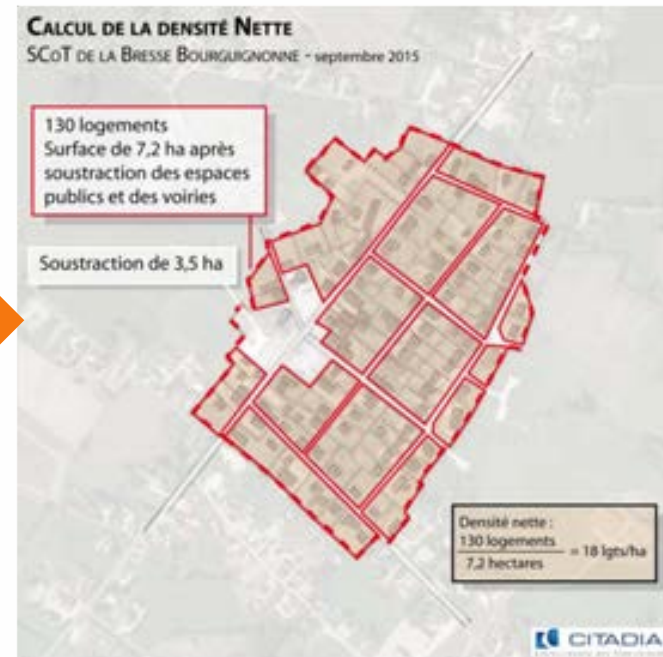 CALCUL DE LA DENSITÉ NETTE
SCOT DE LA BRESSE BOURGUIGNONNE - septembre 2015
130 logements
Surface de 7,2 ha après
soustraction des espaces
publics et des voiries
Soustraction de 3,5 ha
Densité nette :
130 logements
7,2 hectares
= 18 lgts/ha
CITADIA